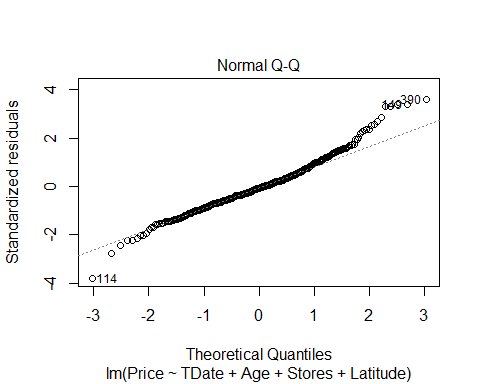 Normal Q-Q
Standardized residuals
4
2
0
-2
-4
390
114
-3 -2 -1 0 1 2 3
Theoretical Quantiles
lm(Price ~ TDate + Age + Stores + Latitude)